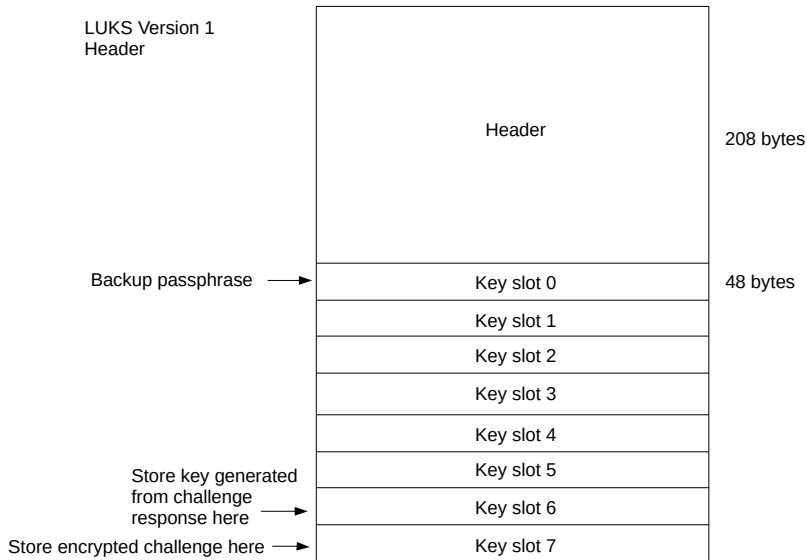 LUKS Version 1
Header
Header
208 bytes
Backup passphrase
Key slot 0
48 bytes
Key slot 1
Key slot 2
Key slot 3
Key slot 4
Key slot 5
Store key generated
from challenge
response here
Key slot 6
Store encrypted challenge here
Key slot 7